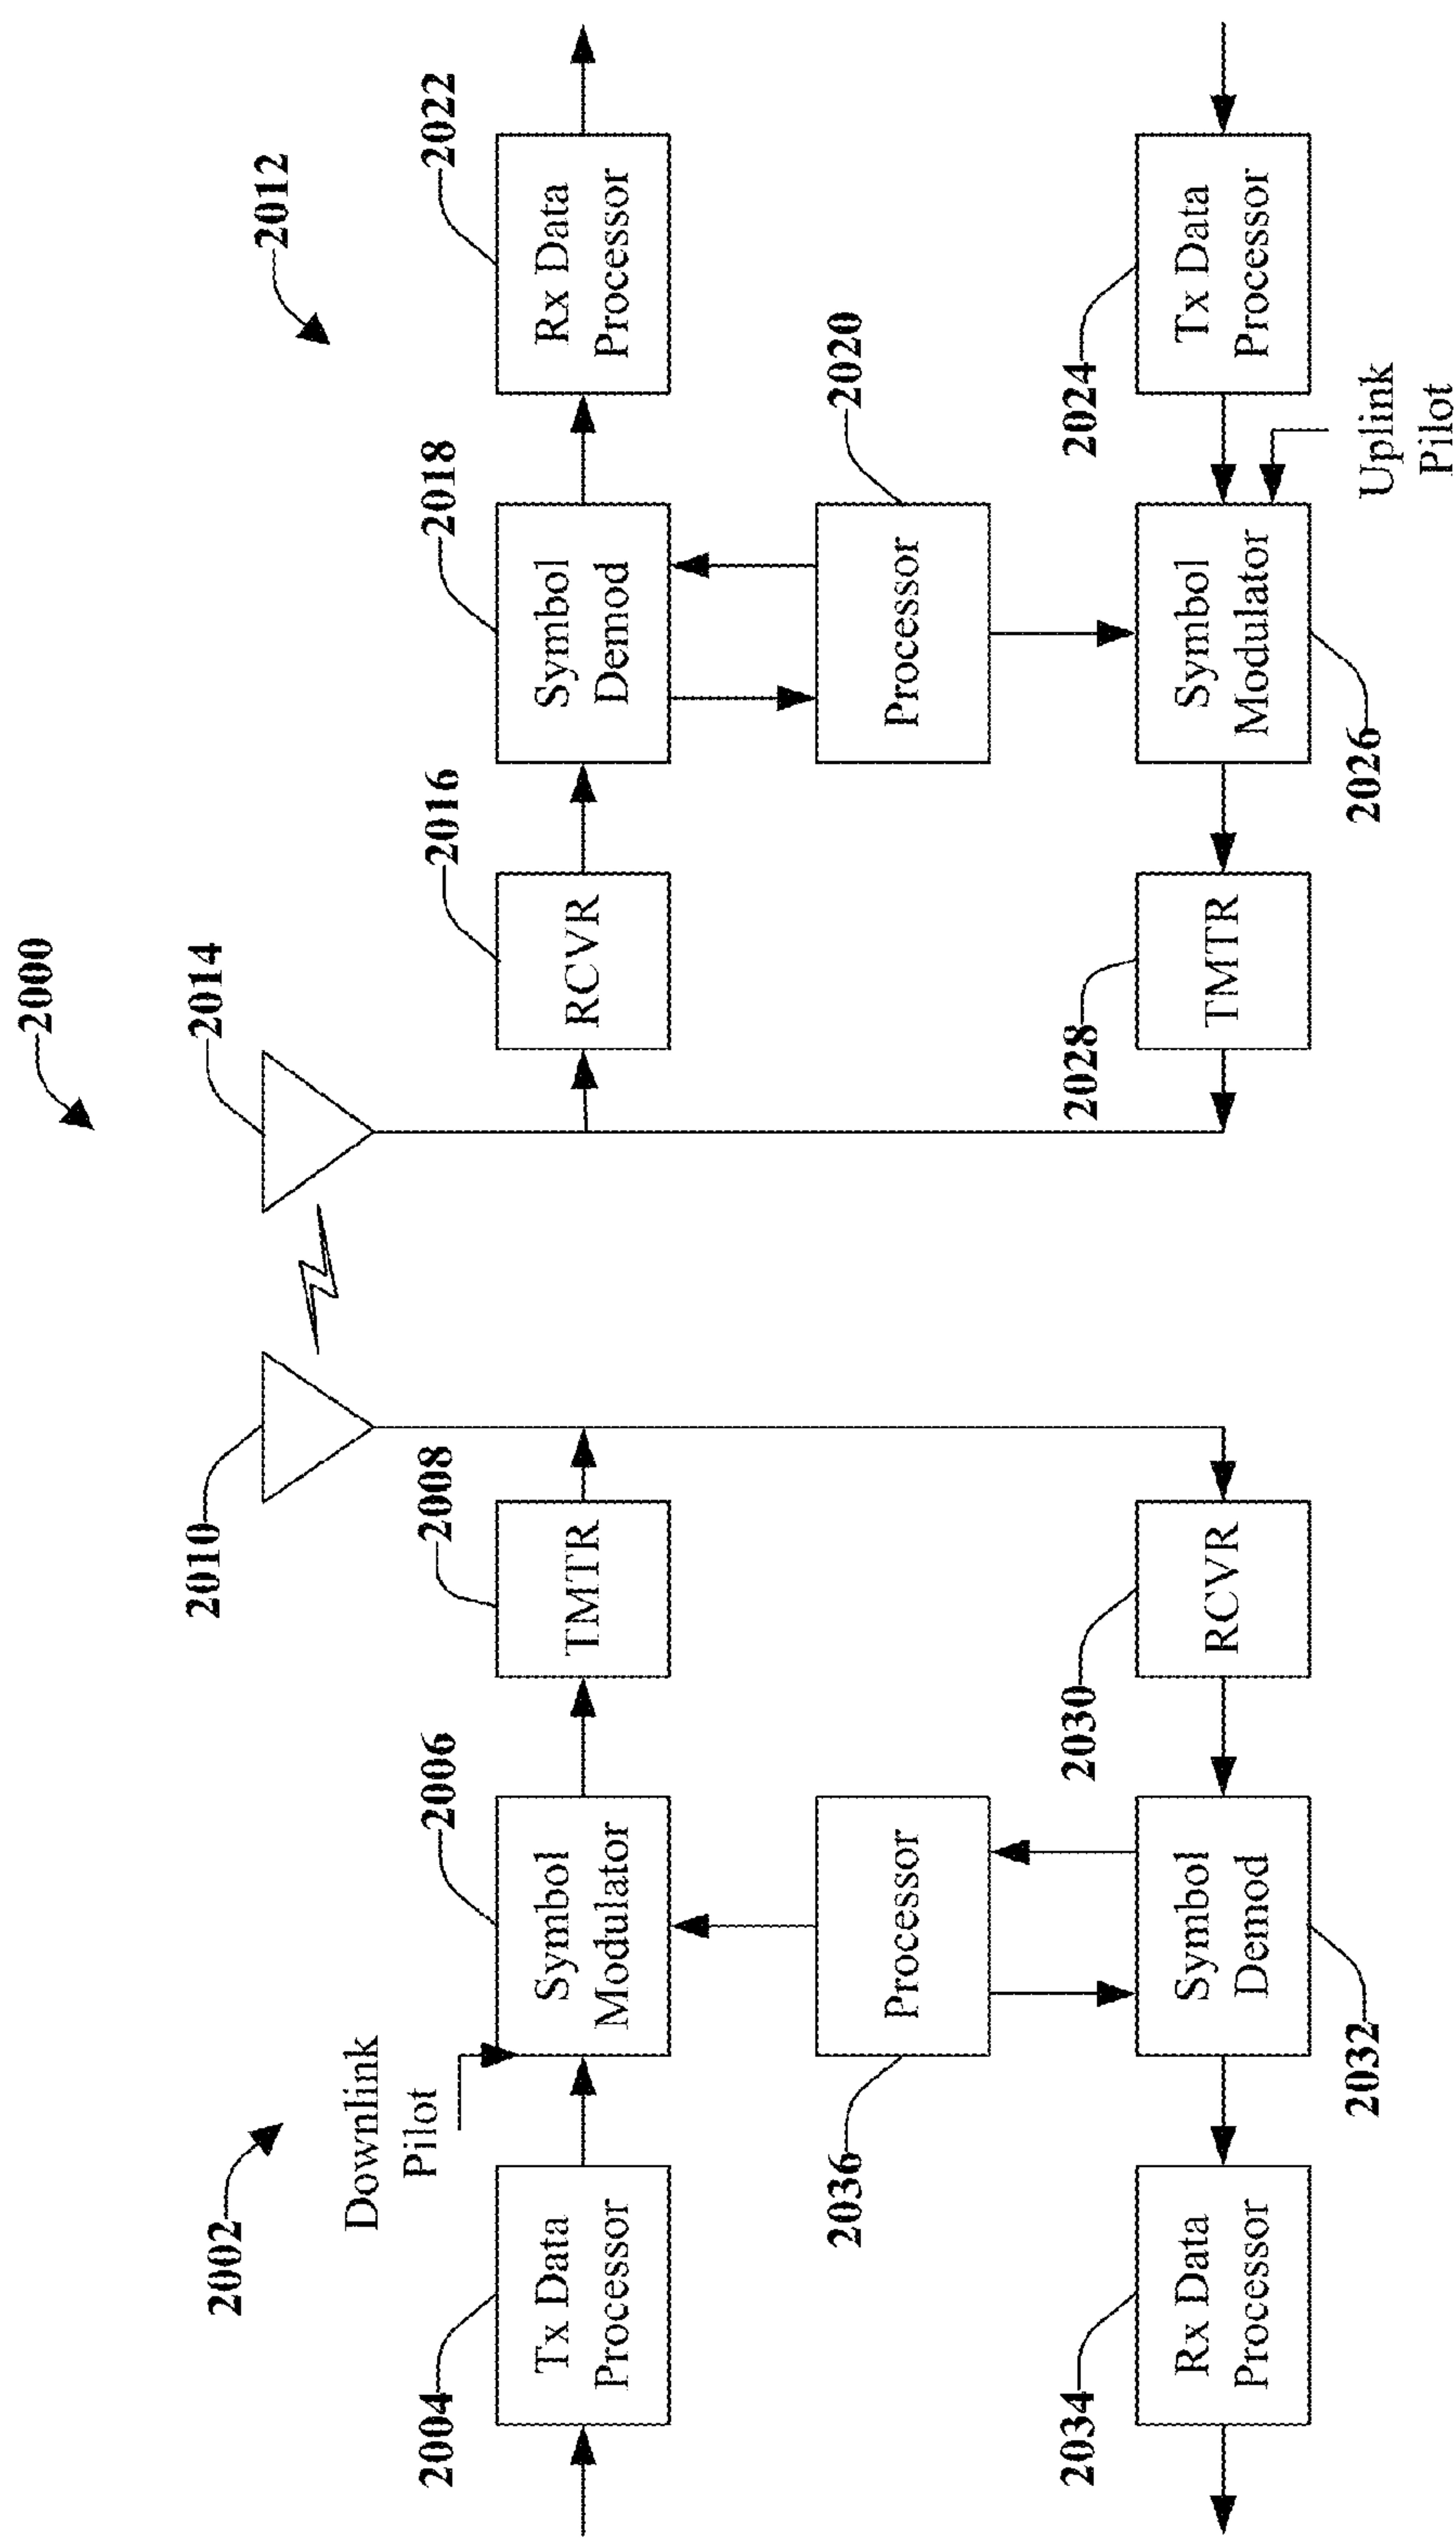 2000
2002
2010
2014
2012
Downlink
Pilot
2004
2006
2008
2016
2018
2022
Tx Data
Processor
Symbol
Modulator
TMTR
RCVR
Symbol
Demod
Rx Data
Processor
2036
Processor
Processor
2020
2034
2030
2028
2024
Rx Data
Processor
Symbol
Demod
RCVR
TMTR
Symbol
Modulator
Tx Data
Processor
2032
2026
Uplink
Pilot